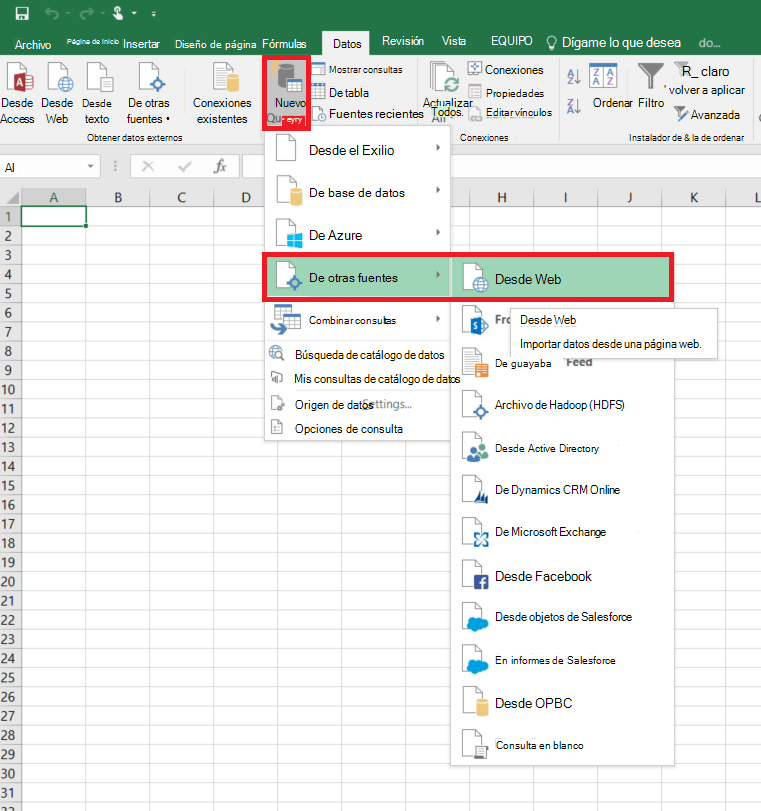 Archivo Página de inicio Insertar Diseño de página Fórmulas Datos Revisión Vista EQUIPO Dígame lo que desea do...
Desde Access
Desde Web
Desde texto
De otras fuentes
Conexiones existentes
Nuevo
Mostrar consultas
De tabla
Fuentes recientes
Actualizar
Todos.
All
Conexiones
Propiedades
Editar vínculos
Ordenar
Filtro
R_ claro
' volver a aplicar
Avanzada
Obtener datos externos
Conexiones
Instalador de & la de ordenar
AI
fx
A B C D H I J K L
Desde el Exilio
De base de datos
De Azure
De otras fuentes
Combinar consultas
Búsqueda de catálogo de datos
Mis consultas de catálogo de datos
Origen de datos Settings...
Opciones de consulta
Desde Web
Desde Web
Importar datos desde una página web.
De guayaba Feed
Archivo de Hadoop (HDFS)
Desde Active Directory
De Dynamics CRM Online
De Microsoft Exchange
Desde Facebook
Desde objetos de Salesforce
En informes de Salesforce
Desde OPBC
Consulta en blanco
1
2
3
4
5
6
7
8
9
10
11
12
13
14
15
16
17
18
19
20
21
22
23
24
25
26
27
28
29
30
31